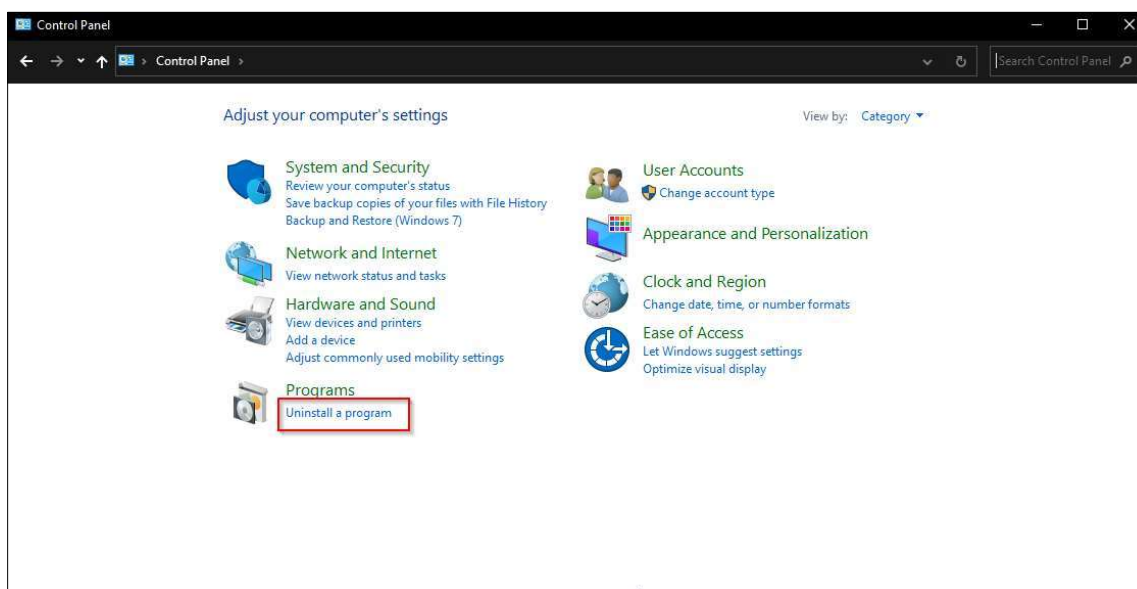 Control Panel
Control Panel
Search Control Panel
Adjust your computer's settings
View by: Category
System and Security
Review your computer's status
Save backup copies of your files with File History
Backup and Restore (Windows 7)
Network and Internet
View network status and tasks
Hardware and Sound
View devices and printers
Add a device
Adjust commonly used mobility settings
Programs
Uninstall a program
User Accounts
Change account type
Appearance and Personalization
Clock and Region
Change date, time, or number formats
Ease of Access
Let Windows suggest settings
Optimize visual display